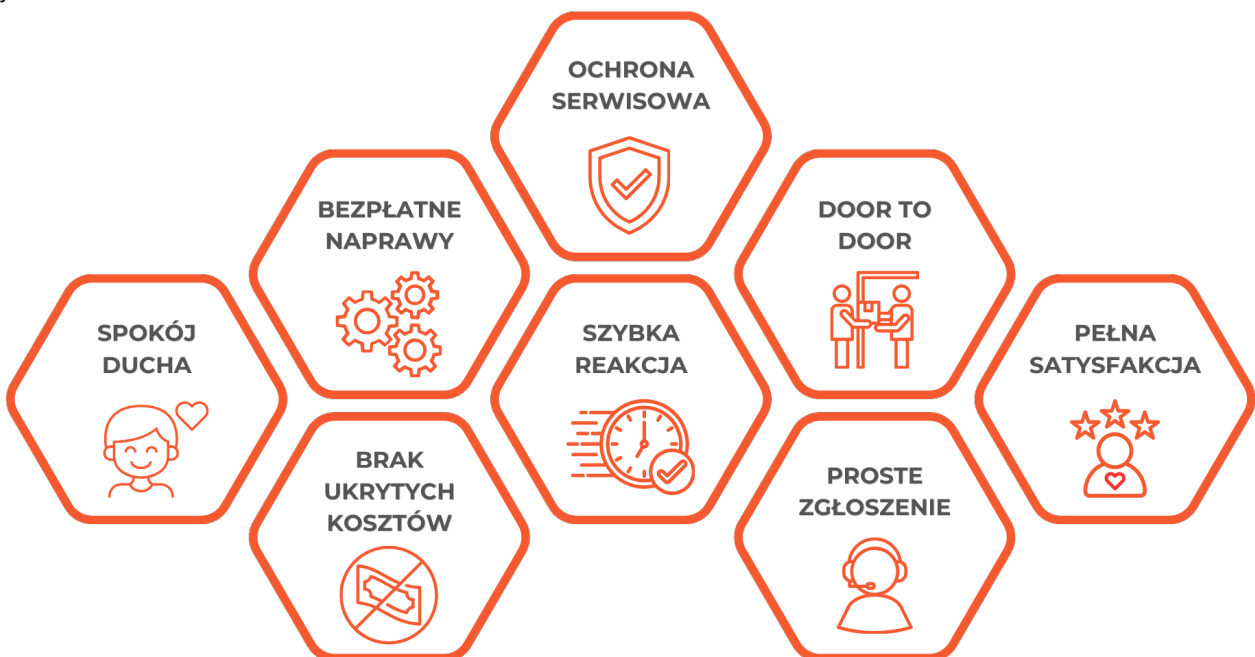 OCHRONA
SERWISOWA
BEZPŁATNE
NAPRAWY
DOOR TO
DOOR
SPOKÓJ
DUCHA
SZYBKA
REAKCJA
PEŁNA
SATYSFAKCJA
BRAK
UKRYTYCH
KOSZTÓW
PROSTE
ZGŁOSZENIE